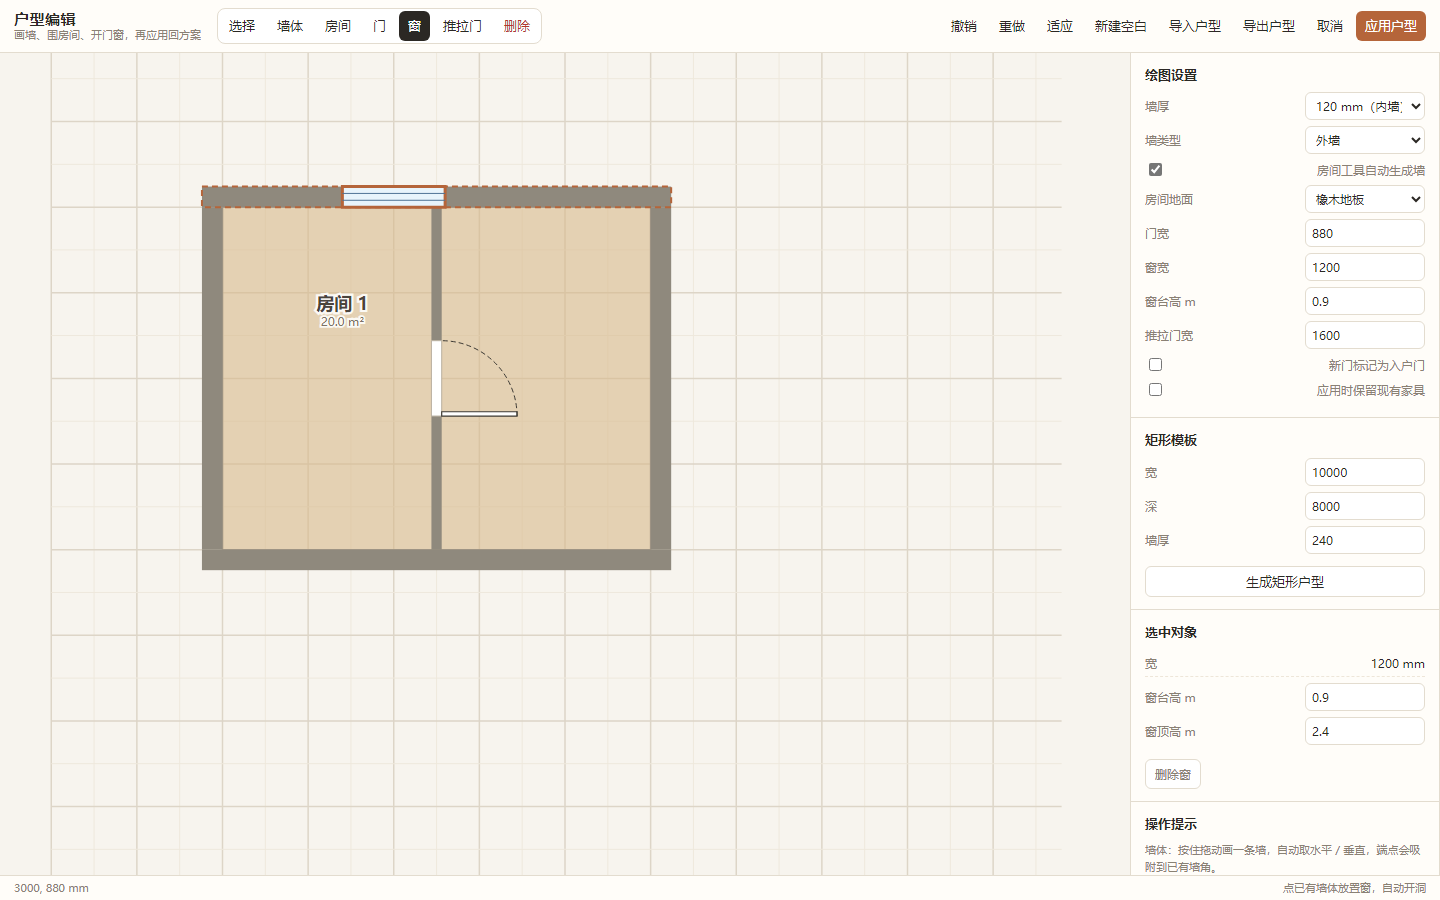 户型编辑
画墙、围房间、开门窗，再应用回方案
选择 墙体 房间 门 窗 推拉门 删除
撤销 重做 适应 新建空白 导入户型 导出户型 取消 应用户型
房间 1
20.0 m²
绘图设置
墙厚 120 mm（内墙）
墙类型 外墙
房间工具自动生成墙
房间地面 橡木地板
门宽 880
窗宽 1200
窗台高 m 0.9
推拉门宽 1600
新门标记为入户门
应用时保留现有家具
矩形模板
宽 10000
深 8000
墙厚 240
生成矩形户型
选中对象
宽 1200 mm
窗台高 m 0.9
窗顶高 m 2.4
删除窗
操作提示
墙体：按住拖动画一条墙，自动取水平 / 垂直，端点会吸
附到已有墙角。
3000, 880 mm
点已有墙体放置窗，自动开洞